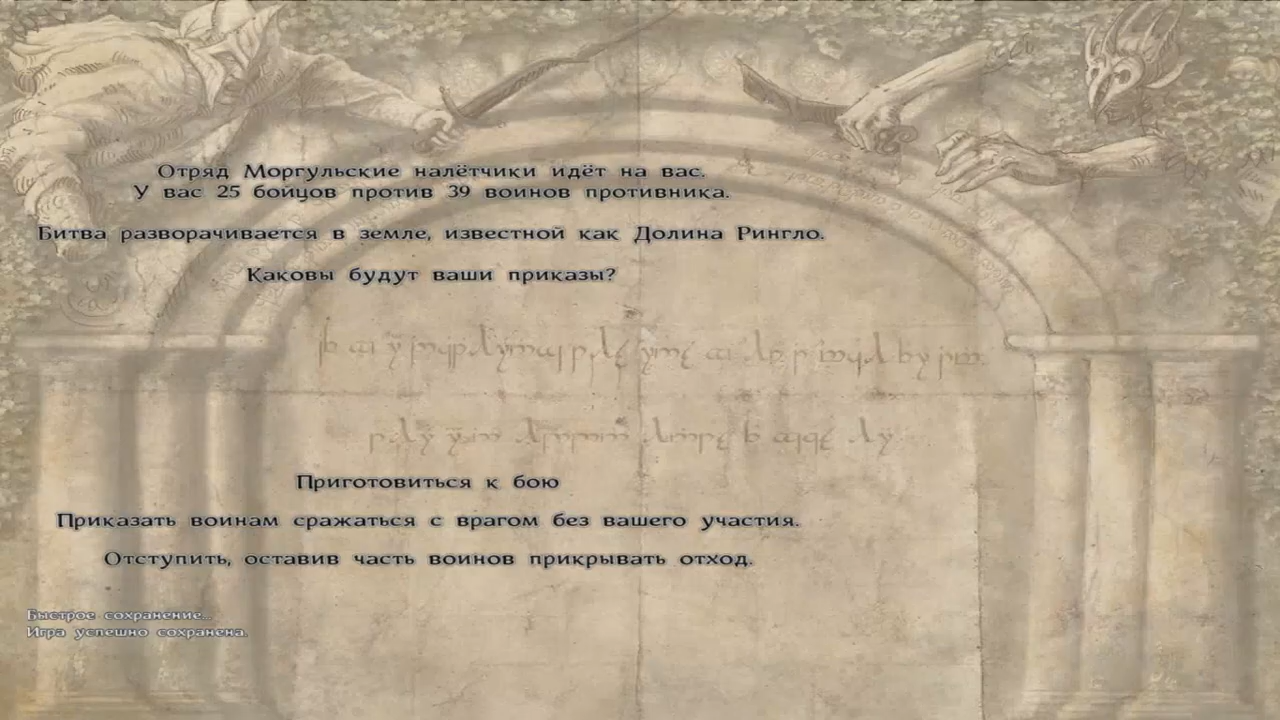 Отряд Моргульские налётчики идёт на вас.
У вас 25 бойцов против 39 воинов противника.
Битва разворачивается в земле, известной как Долина Рингло.
Каковы будут ваши приказы?
Приготовиться к бою
Приказать воинам сражаться с врагом без вашего участия.
Отступить, оставив часть воинов прикрывать отход.
Быстрое сохранение...
Игра успешно сохранена.